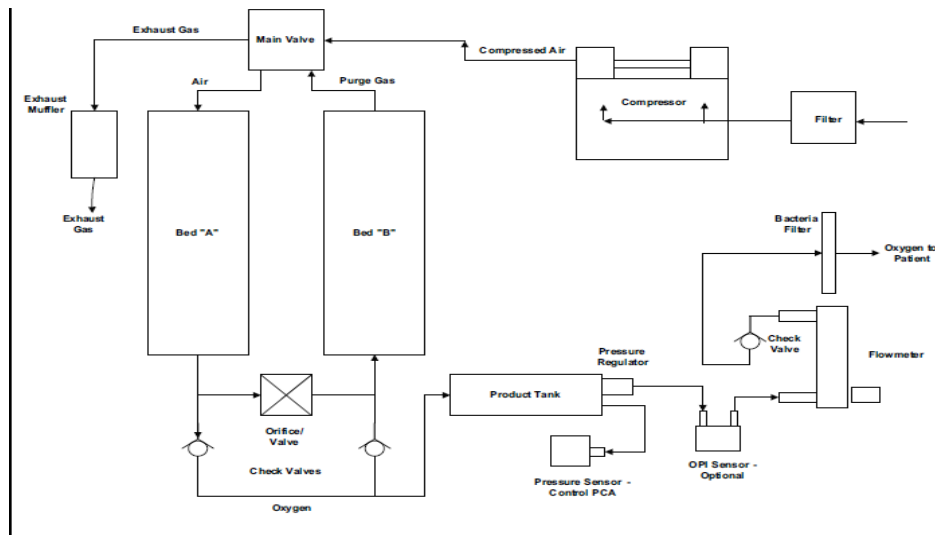 Exhaust Gas
Main Valve
Compressed Air
Air
Purge Gas
Exhaust
Muffler
Compressor
Filter
Exhaust
Gas
Bed "A"
Bed "B"
Bacteria
Filter
Oxygen to
Patient
Check
Valve
Flowmeter
Pressure
Regulator
Product Tank
Orifice/
Valve
Check Valves
OPI Sensor -
Optional
Pressure Sensor -
Control PCA
Oxygen